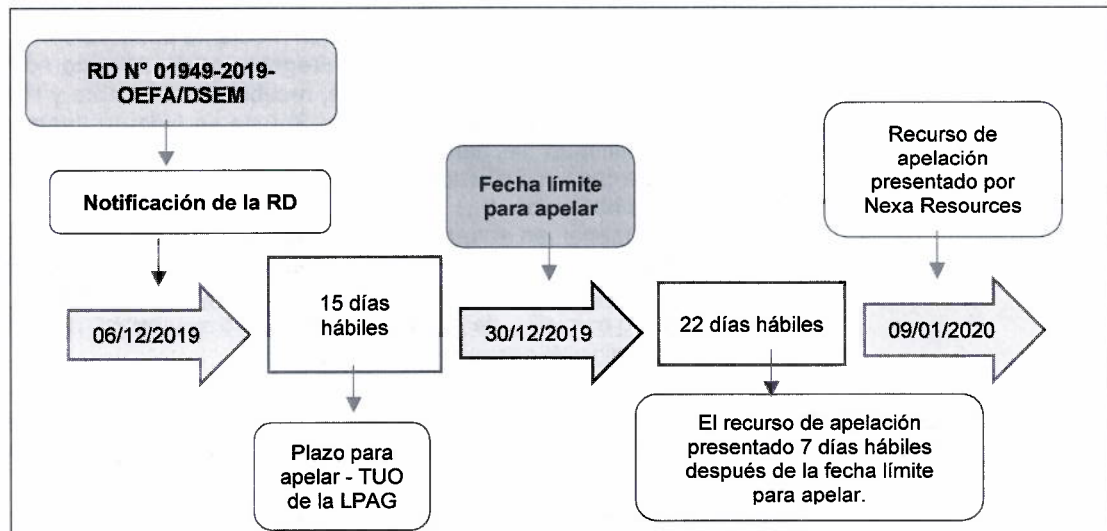 RD N° 01949-2019-
OEFA/DSEM
Notificación de la RD
06/12/2019
15 días
hábiles
Plazo para
apelar - TUO
de la LPAG
Fecha límite
para apelar
30/12/2019
22 días hábiles
El recurso de apelación
presentado 7 días hábiles
después de la fecha límite
para apelar.
Recurso de
apelación
presentado por
Nexa Resources
09/01/2020